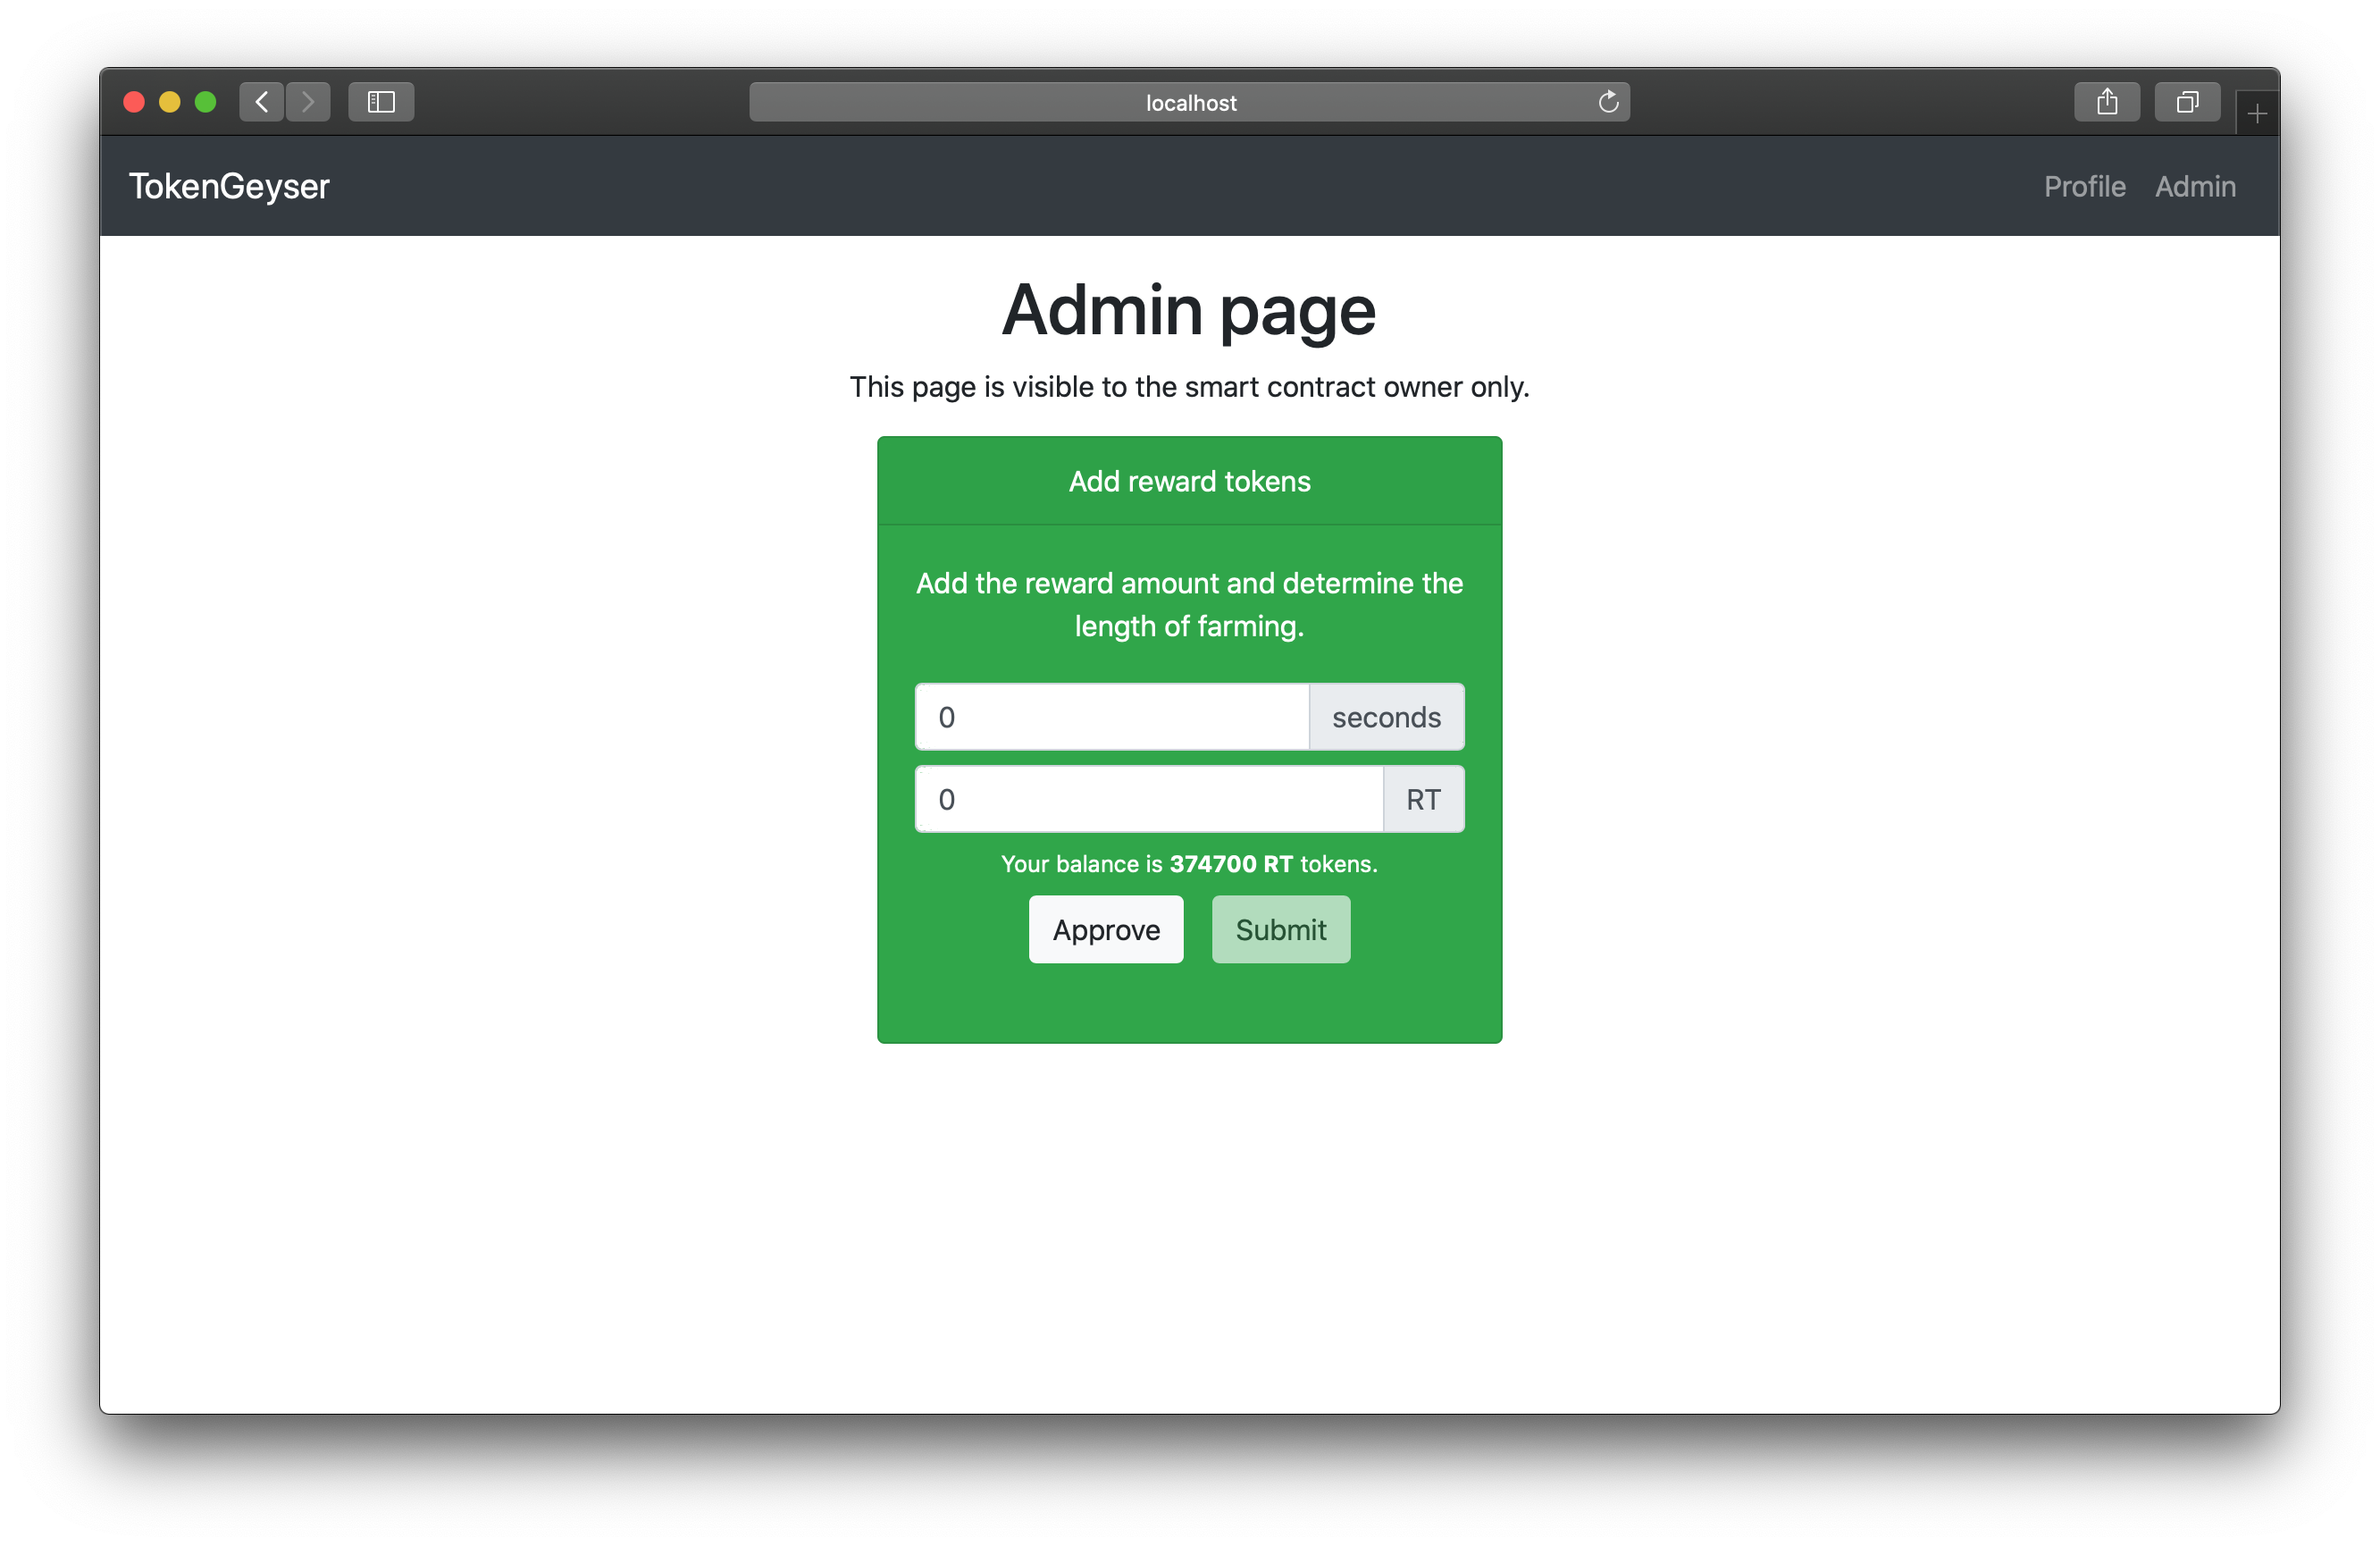 localhost
TokenGeyser
Profile Admin
Admin page
This page is visible to the smart contract owner only.
Add reward tokens
Add the reward amount and determine the
length of farming.
0 seconds
0 RT
Your balance is 374700 RT tokens.
Approve Submit